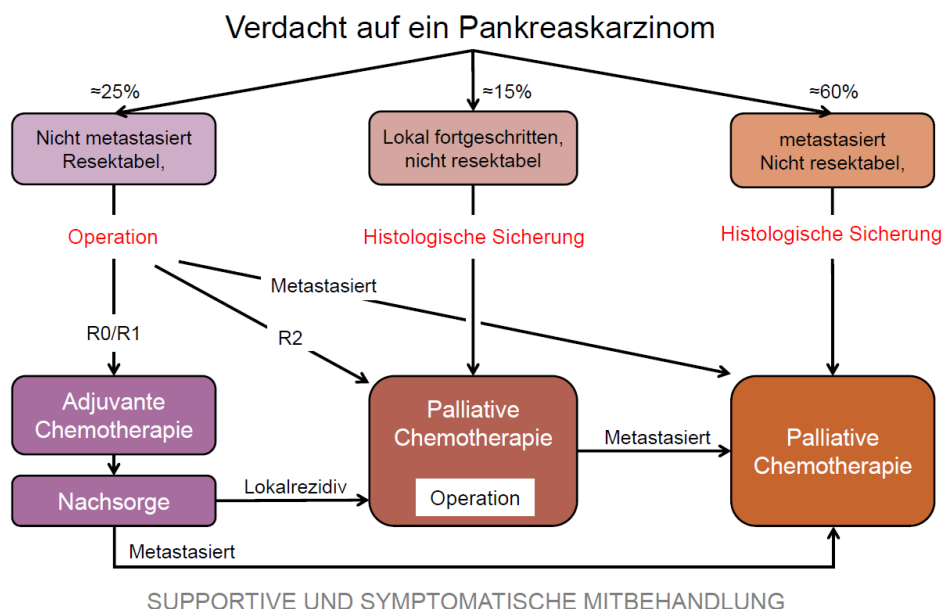 Verdacht auf ein Pankreaskarzinom
≈25%
≈15%
≈60%
Nicht metastasiert
Resektabel,
Lokal fortgeschritten,
nicht resektabel
metastasiert
Nicht resektabel,
Operation
Histologische Sicherung
Histologische Sicherung
Metastasiert
R0/R1
R2
Adjuvante
Chemotherapie
Palliative
Chemotherapie
Operation
Metastasiert
Palliative
Chemotherapie
Nachsorge
Lokalrezidiv
Metastasiert
SUPPORTIVE UND SYMPTOMATISCHE MITBEHANDLUNG